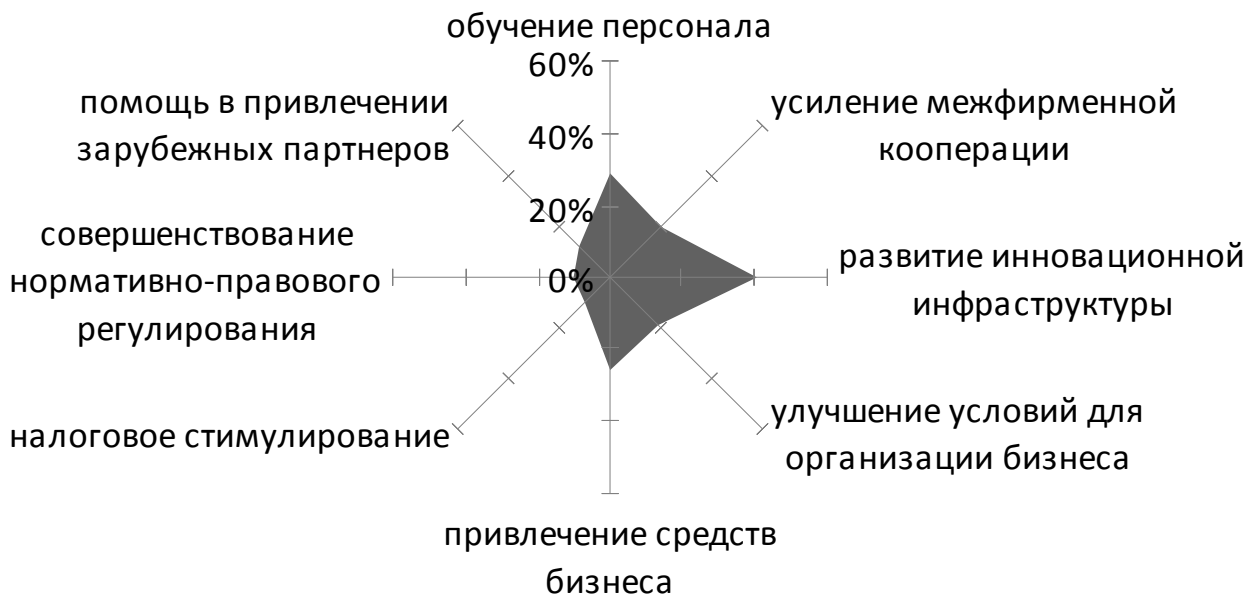 обучение персонала
60%
40%
20%
0%
усиление межфирменной
кооперации
развитие инновационной
инфраструктуры
улучшение условий для
организации бизнеса
привлечение средств
бизнеса
налоговое стимулирование
совершенствование
нормативно-правового
регулирования
помощь в привлечении
зарубежных партнеров